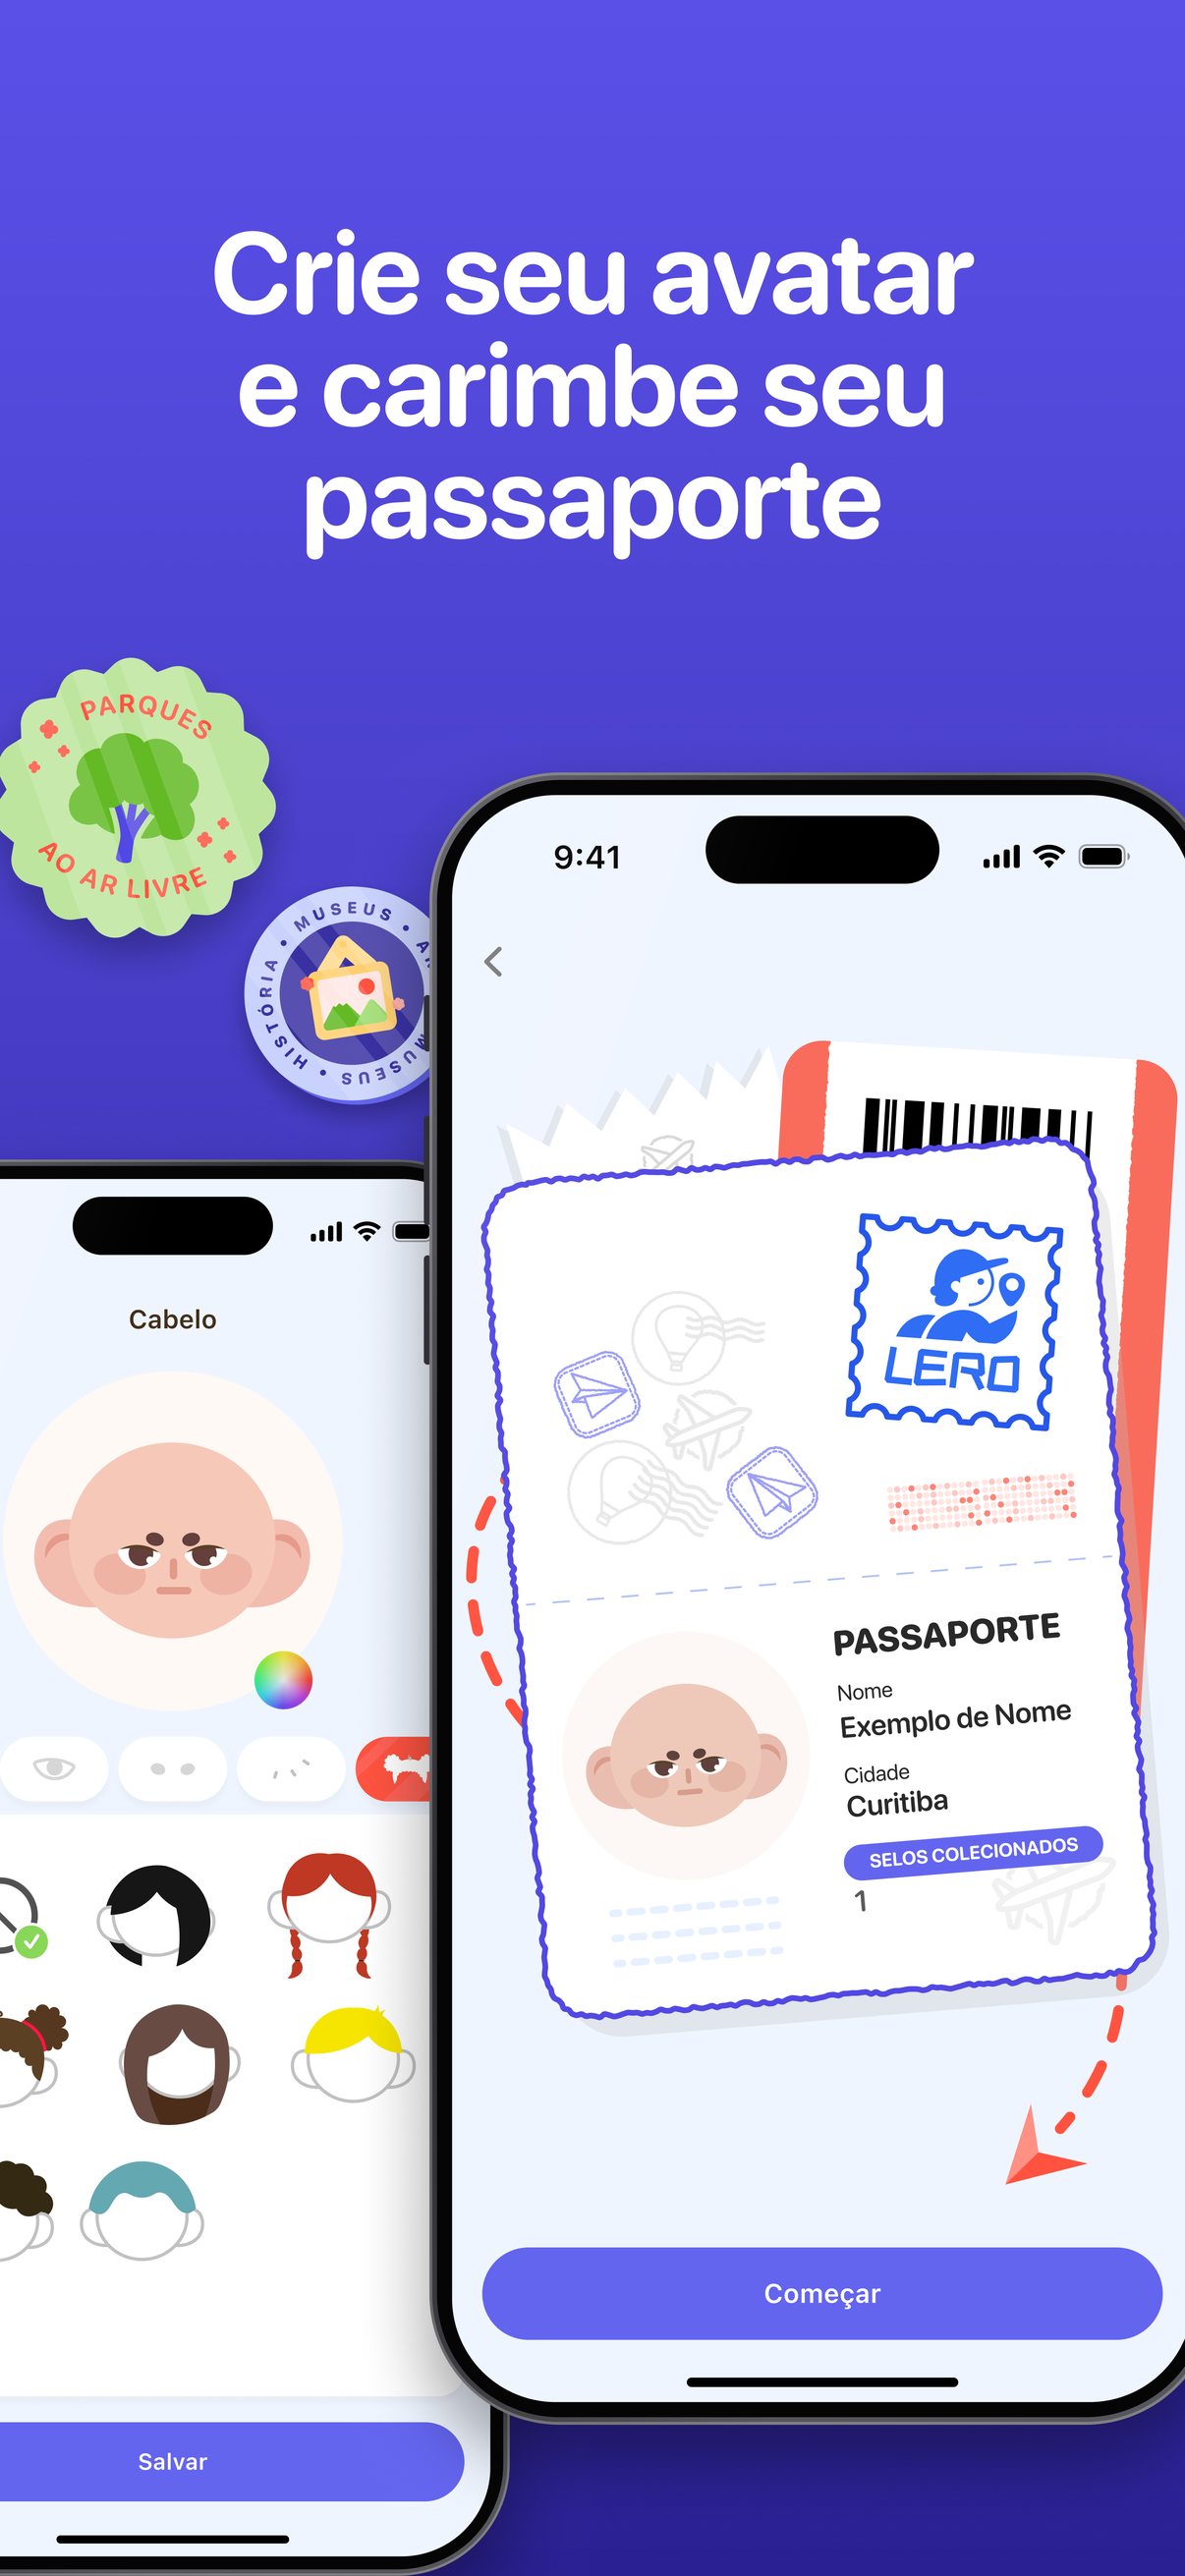 Crie seu avatar
e carimbe seu
passaporte
PARQUES
AO AR LIVRE
MUSEUS •
MUSEUS • HISTÓRIA •
9:41
Cabelo
LERO
PASSAPORTE
Nome
Exemplo de Nome
Cidade
Curitiba
SELOS COLECIONADOS
1
Começar
Salvar